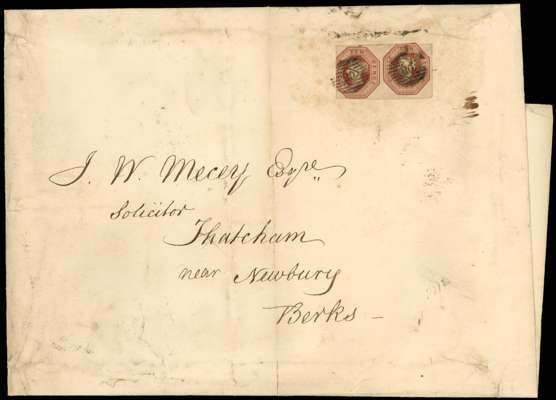 J. W. Mecey Esqre
Solicitor
Thatcham
near Newbury
Berks